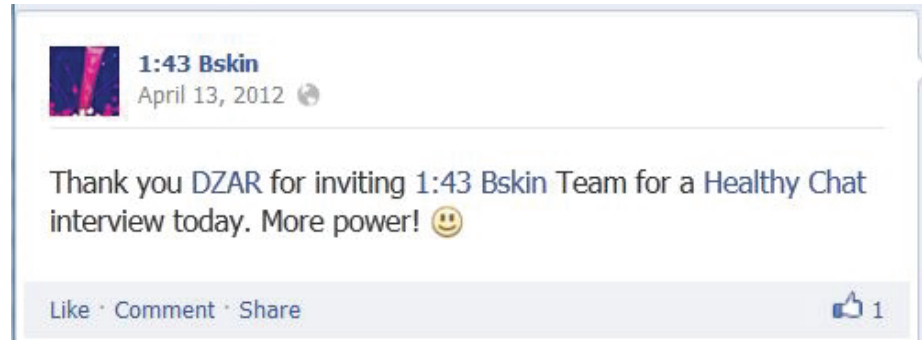 1:43 Bskin
April 13, 2012
Thank you DZAR for inviting 1:43 Bskin Team for a Healthy Chat
interview today. More power!
Like · Comment · Share 1